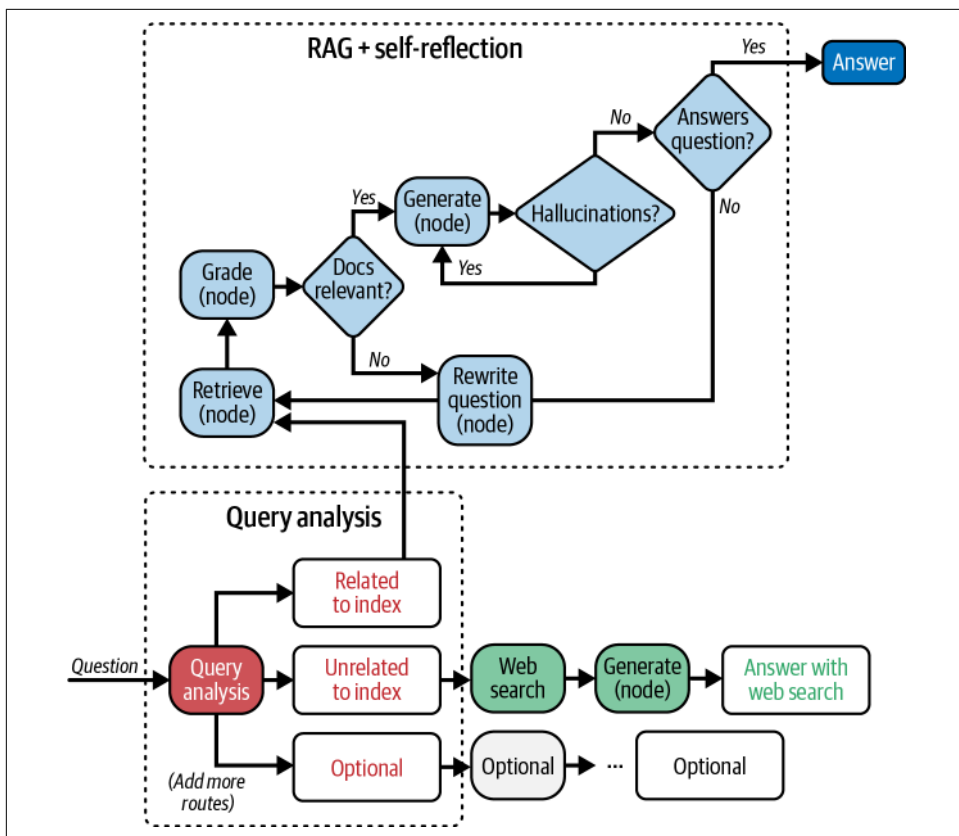 RAG + self-reflection
Yes
Answer
No
Answers
question?
Yes
Generate
(node)
Hallucinations?
No
Yes
Grade
(node)
Docs
relevant?
No
Rewrite
question
(node)
Retrieve
(node)
Query analysis
Related
to index
Question
Query
analysis
Unrelated
to index
Web
search
Generate
(node)
Answer with
web search
(Add more
routes)
Optional
Optional
...
Optional